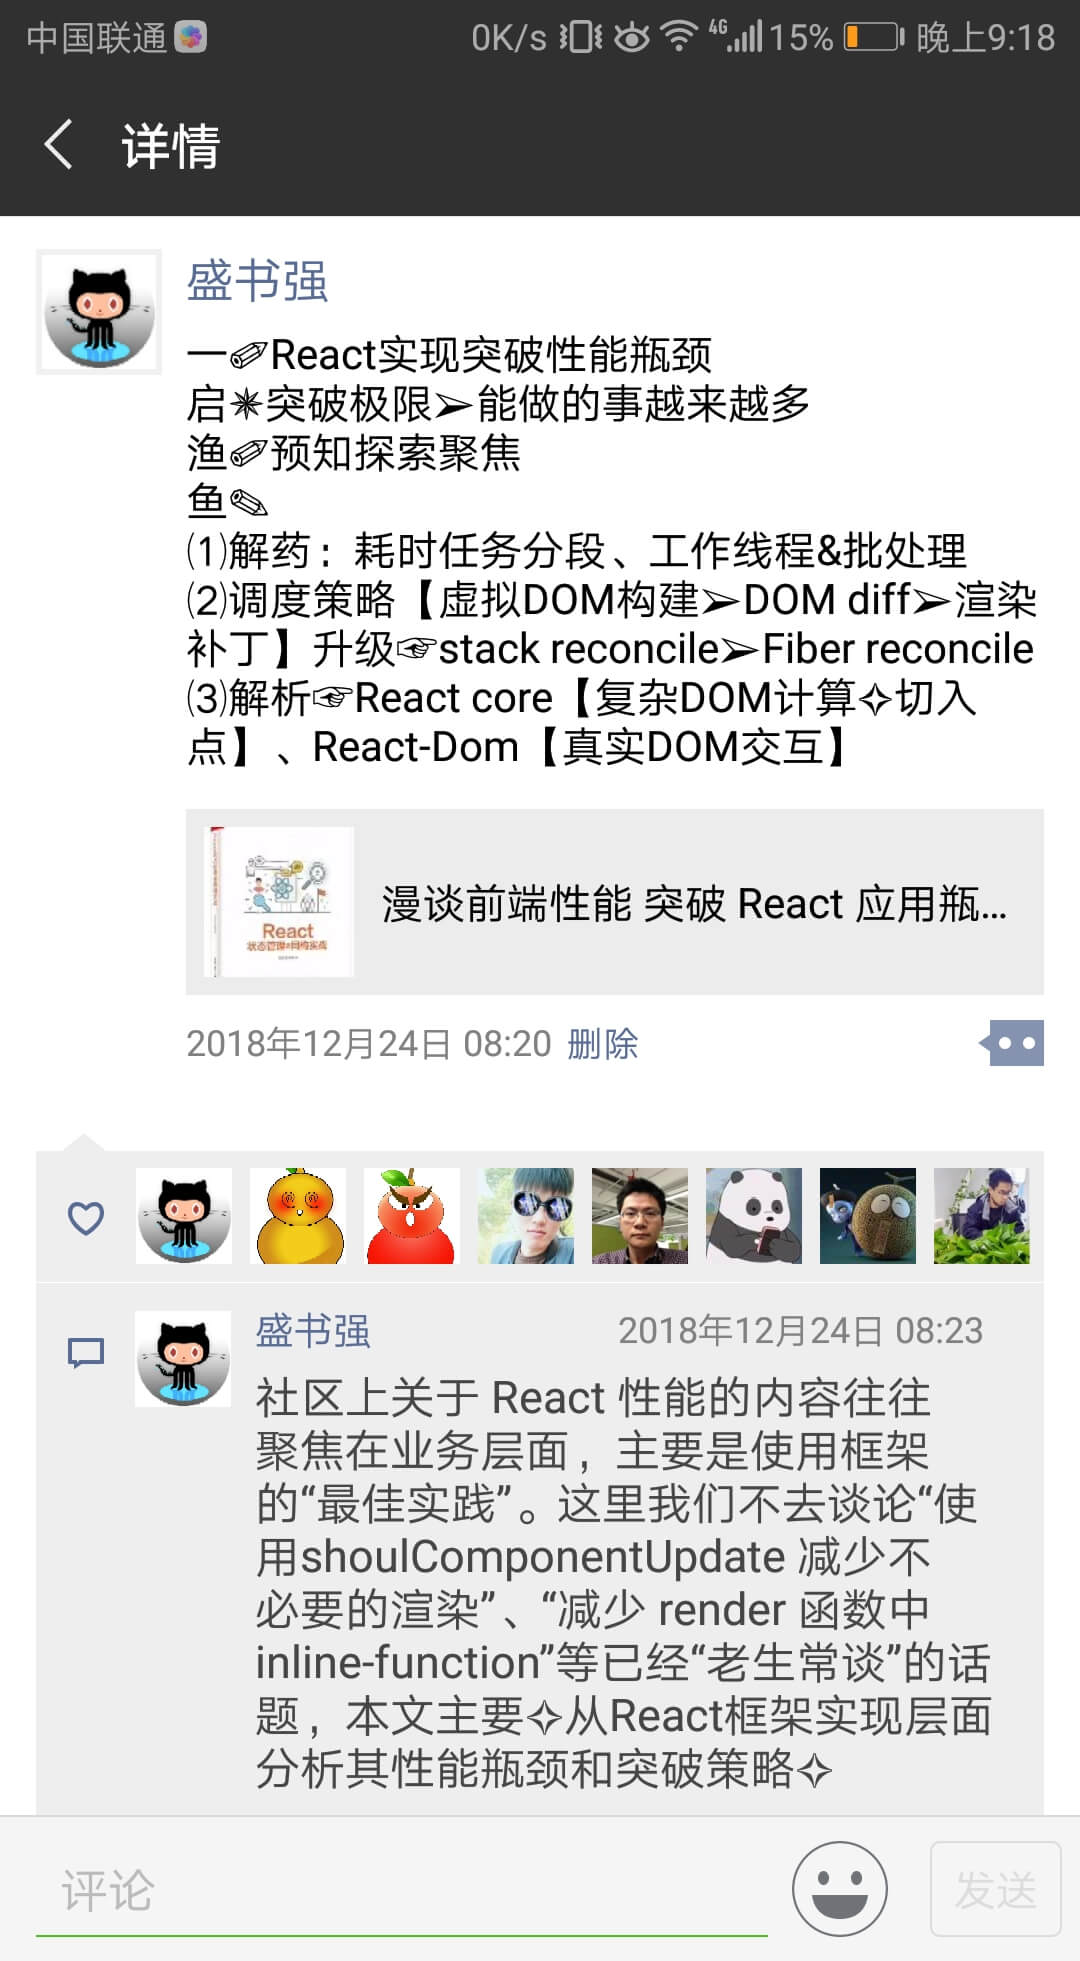 中国联通 0K/s 4G 15% 晚上9:18
详情
盛书强
一✐React实现突破性能瓶颈
启✴突破极限➢能做的事越来越多
渔✐预知探索聚焦
鱼✎
⑴解药：耗时任务分段、工作线程&批处理
⑵调度策略【虚拟DOM构建➢DOM diff➢渲染
补丁】升级☞stack reconcile➢Fiber reconcile
⑶解析☞React core【复杂DOM计算✧切入
点】、React-Dom【真实DOM交互】
React
状态管理与同构实战
漫谈前端性能 突破 React 应用瓶...
2018年12月24日 08:20 删除
盛书强 2018年12月24日 08:23
社区上关于 React 性能的内容往往
聚焦在业务层面，主要是使用框架
的“最佳实践”。这里我们不去谈论“使
用shoulComponentUpdate 减少不
必要的渲染”、“减少 render 函数中
inline-function”等已经“老生常谈”的话
题，本文主要✧从React框架实现层面
分析其性能瓶颈和突破策略✧
评论 发送